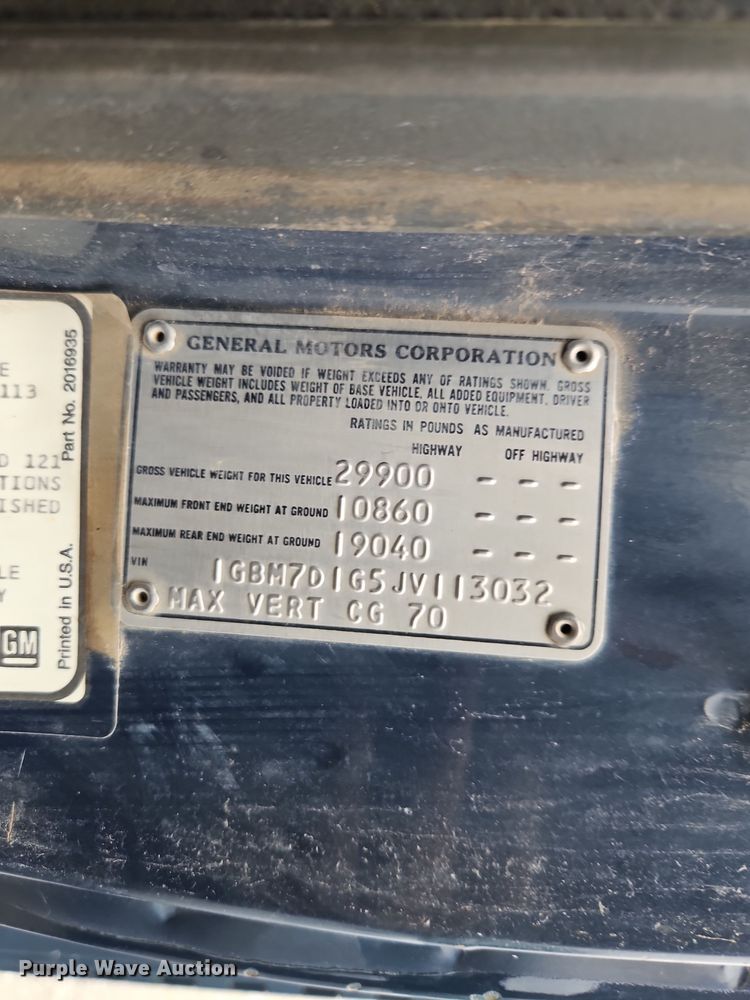 E
113
D 121
TIONS
ISHED
LE
Y
GM
Part No. 2016935
Printed in U.S.A.
GENERAL MOTORS CORPORATION
WARRANTY MAY BE VOIDED IF WEIGHT EXCEEDS ANY OF RATINGS SHOWN. GROSS
VEHICLE WEIGHT INCLUDES WEIGHT OF BASE VEHICLE, ALL ADDED EQUIPMENT, DRIVER
AND PASSENGERS, AND ALL PROPERTY LOADED INTO OR ONTO VEHICLE.
RATINGS IN POUNDS AS MANUFACTURED
HIGHWAY OFF HIGHWAY
GROSS VEHICLE WEIGHT FOR THIS VEHICLE 29900 - - -
MAXIMUM FRONT END WEIGHT AT GROUND 10860 - - -
MAXIMUM REAR END WEIGHT AT GROUND 19040 - - -
VIN 1GBM7D1G5JV113032
MAX VERT CG 70
Purple Wave Auction